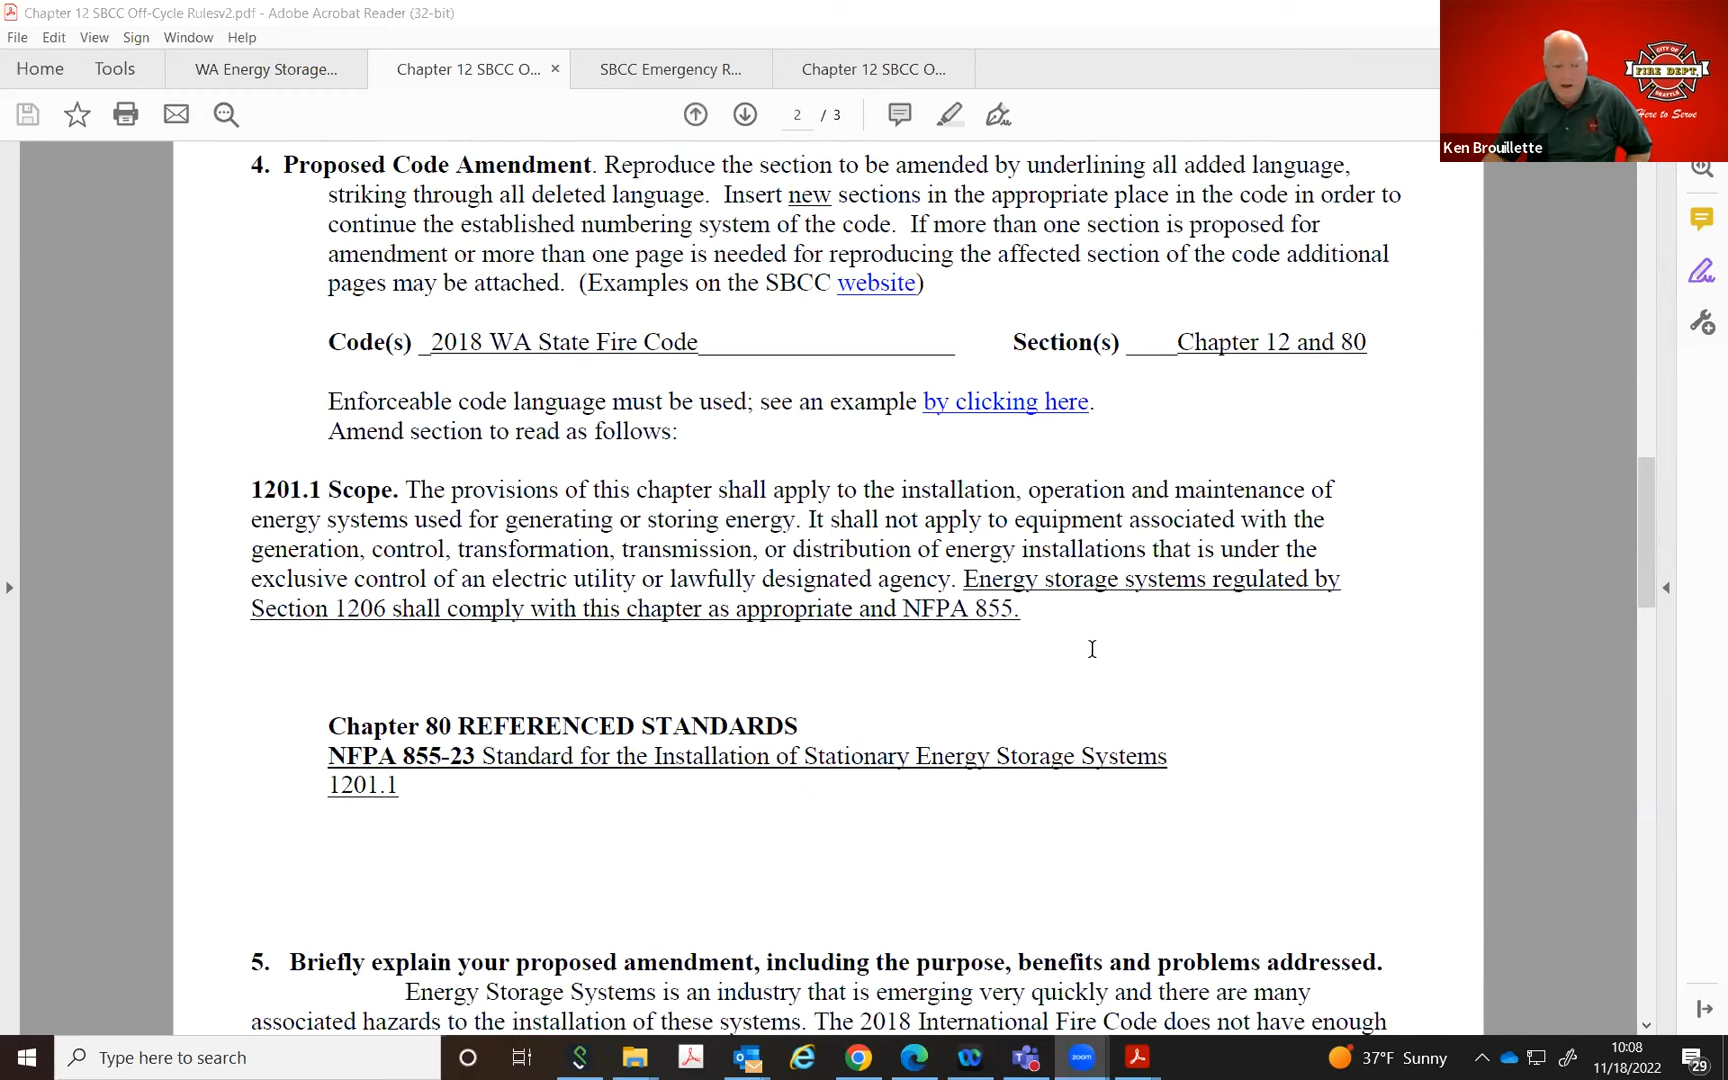 Chapter 12 SBCC Off-Cycle Rulesv2.pdf - Adobe Acrobat Reader (32-bit)
File Edit View Sign Window Help
Home Tools WA Energy Storage... Chapter 12 SBCC O... × SBCC Emergency R... Chapter 12 SBCC O...
2 / 3
CITY OF
FIRE DEPT.
SEATTLE
Here to Serve
Ken Brouillette
4. Proposed Code Amendment. Reproduce the section to be amended by underlining all added language,
striking through all deleted language. Insert new sections in the appropriate place in the code in order to
continue the established numbering system of the code. If more than one section is proposed for
amendment or more than one page is needed for reproducing the affected section of the code additional
pages may be attached. (Examples on the SBCC website)
Code(s) _2018 WA State Fire Code____________________ Section(s) ____Chapter 12 and 80
Enforceable code language must be used; see an example by clicking here.
Amend section to read as follows:
1201.1 Scope. The provisions of this chapter shall apply to the installation, operation and maintenance of
energy systems used for generating or storing energy. It shall not apply to equipment associated with the
generation, control, transformation, transmission, or distribution of energy installations that is under the
exclusive control of an electric utility or lawfully designated agency. Energy storage systems regulated by
Section 1206 shall comply with this chapter as appropriate and NFPA 855.
Chapter 80 REFERENCED STANDARDS
NFPA 855-23 Standard for the Installation of Stationary Energy Storage Systems
1201.1
5. Briefly explain your proposed amendment, including the purpose, benefits and problems addressed.
Energy Storage Systems is an industry that is emerging very quickly and there are many
associated hazards to the installation of these systems. The 2018 International Fire Code does not have enough
Type here to search
zoom
37°F Sunny
10:08
11/18/2022
29